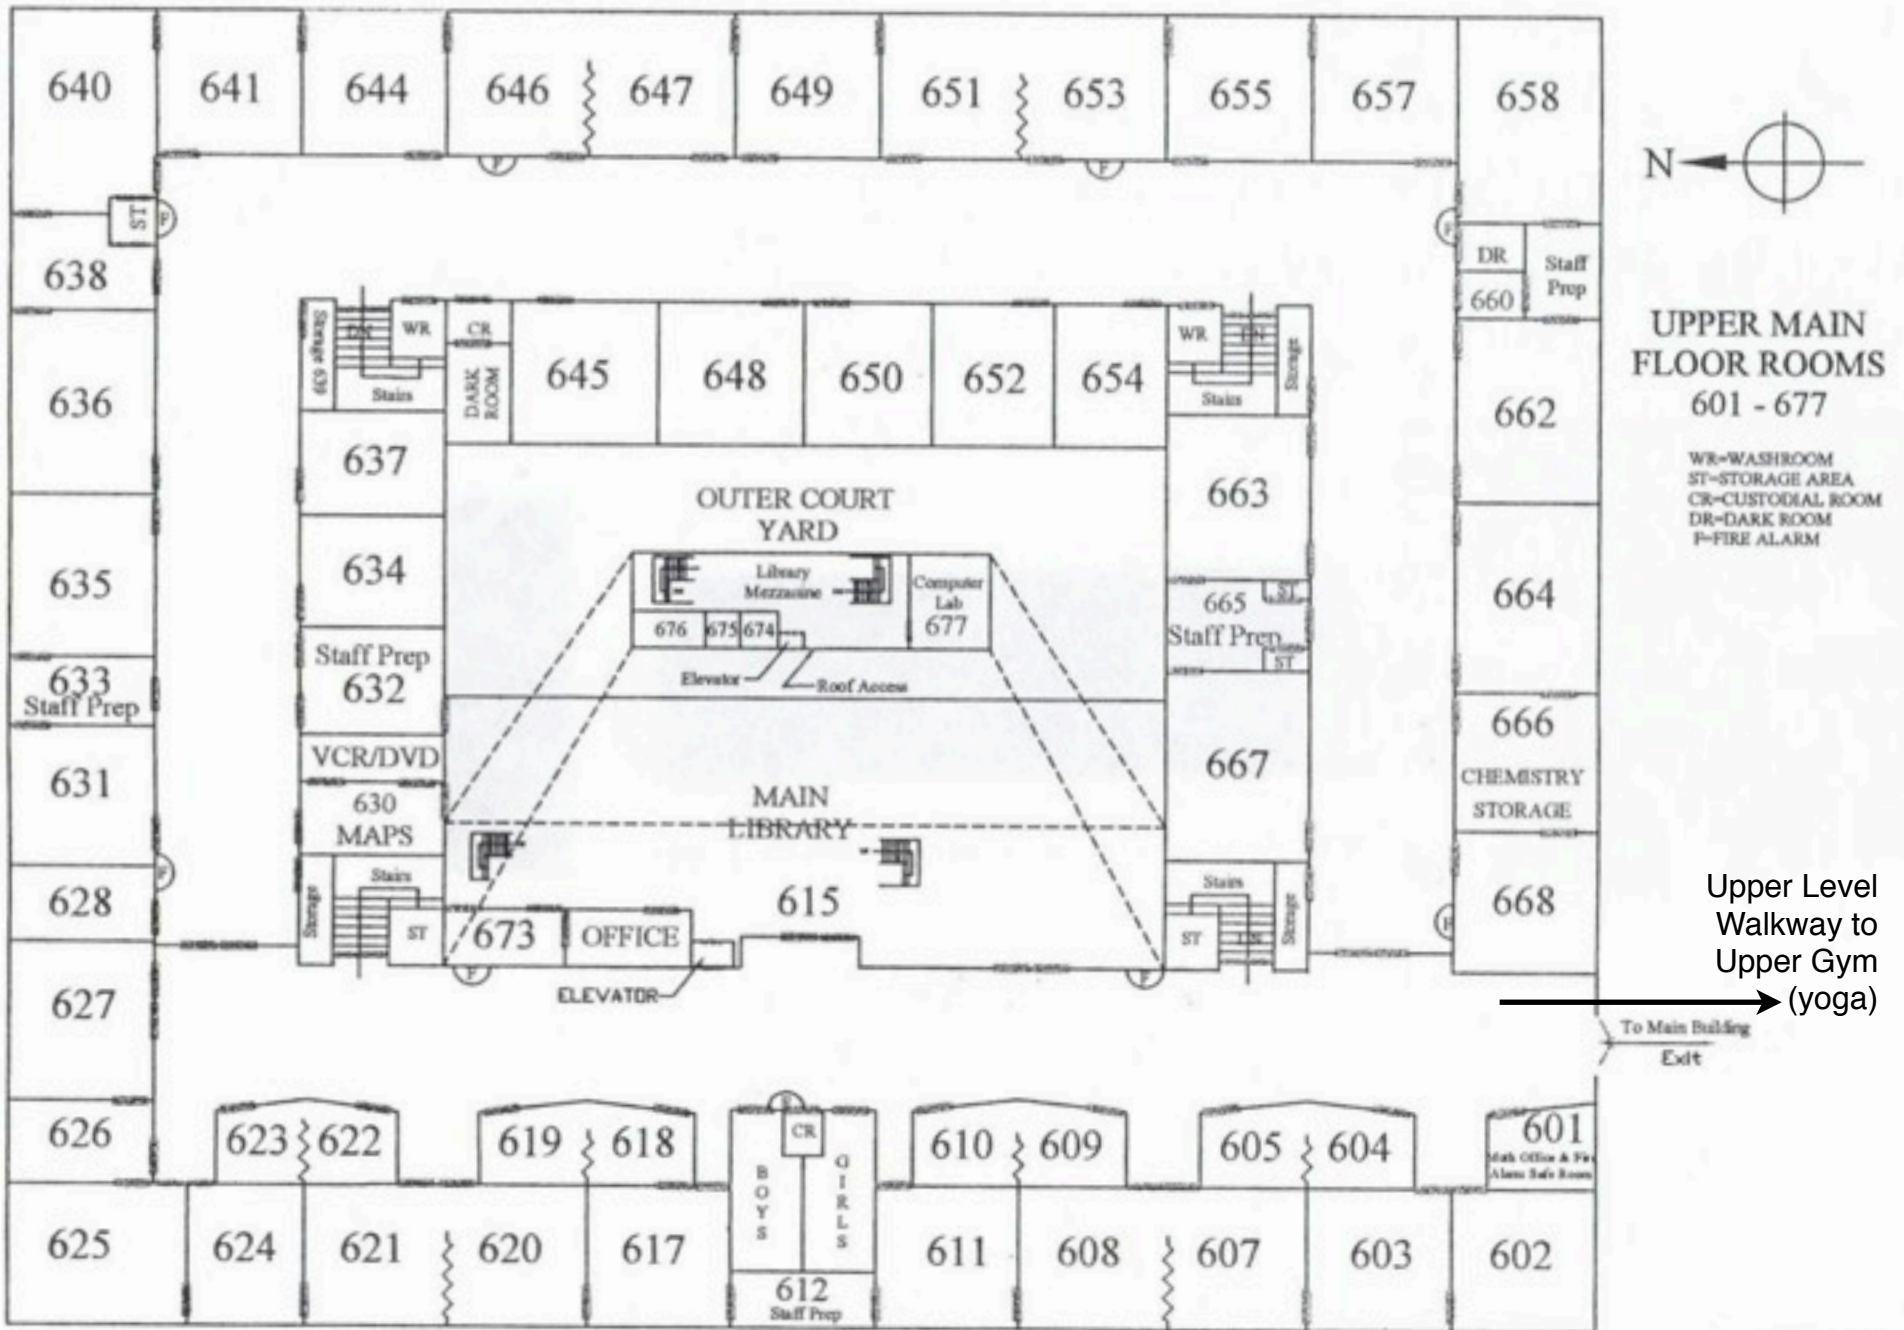 640
641
644
646
647
649
651
653
655
657
658
ST
F
F
F
F
N
638
DR
660
Staff
Prep
Storage 639
DN
WR
Stairs
CR
DARK
ROOM
645
648
650
652
654
WR
DN
Stairs
Storage
UPPER MAIN
FLOOR ROOMS
601 - 677
WR=WASHROOM
ST=STORAGE AREA
CR=CUSTODIAL ROOM
DR=DARK ROOM
F=FIRE ALARM
636
637
662
663
OUTER COURT
YARD
635
634
Library
Mezzanine
Computer
Lab
677
676
675
674
Elevator
Roof Access
665
ST
Staff Prep
ST
664
633
Staff Prep
Staff Prep
632
VCR/DVD
666
CHEMISTRY
STORAGE
631
630
MAPS
MAIN
LIBRARY
667
628
F
Storage
Stairs
ST
673
OFFICE
615
Stairs
ST
DN
Storage
F
668
F
F
ELEVATOR
Upper Level
Walkway to
Upper Gym
(yoga)
To Main Building
Exit
627
626
623
622
619
618
F
CR
BOYS
GIRLS
610
609
605
604
601
Math Office & Fire
Alarm Safe Room
625
624
621
620
617
612
Staff Prep
611
608
607
603
602